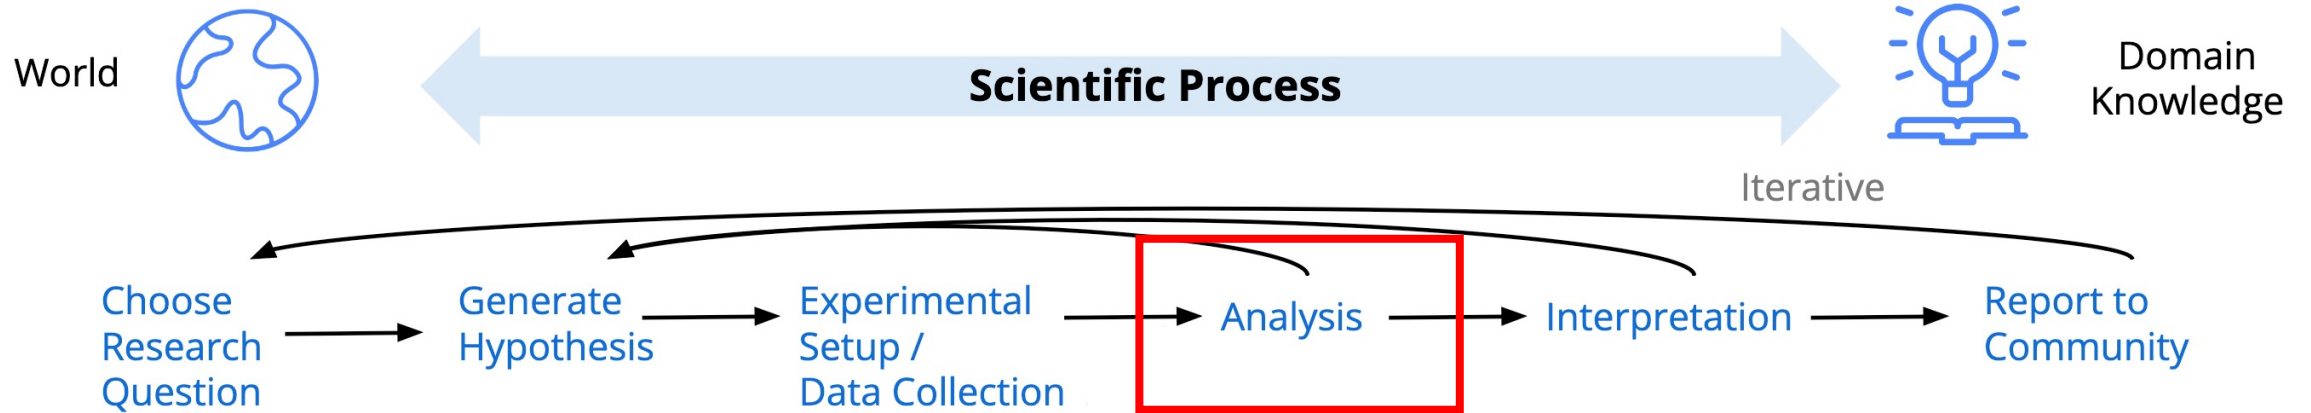 World
Scientific Process
Domain
Knowledge
Iterative
Choose
Research
Question
Generate
Hypothesis
Experimental
Setup /
Data Collection
Analysis
Interpretation
Report to
Community